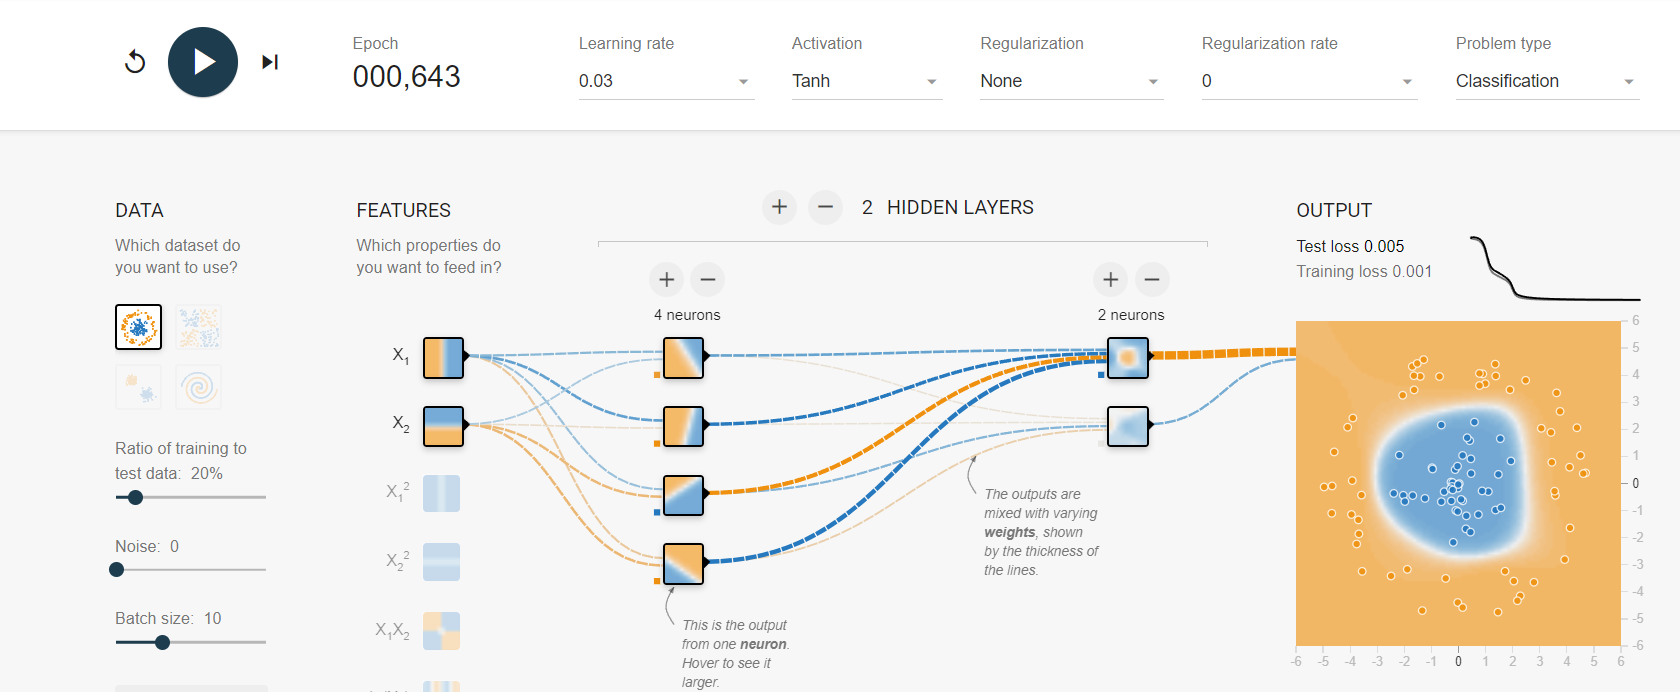 Epoch
000,643
Learning rate
0.03
Activation
Tanh
Regularization
None
Regularization rate
0
Problem type
Classification
DATA
Which dataset do
you want to use?
Ratio of training to
test data: 20%
Noise: 0
Batch size: 10
FEATURES
Which properties do
you want to feed in?
X1
X2
X1²
X2²
X1X2
+ − 2 HIDDEN LAYERS
+ −
4 neurons
+ −
2 neurons
The outputs are
mixed with varying
weights, shown
by the thickness of
the lines.
This is the output
from one neuron.
Hover to see it
larger.
OUTPUT
Test loss 0.005
Training loss 0.001
6
5
4
3
2
1
0
-1
-2
-3
-4
-5
-6
-6 -5 -4 -3 -2 -1 0 1 2 3 4 5 6